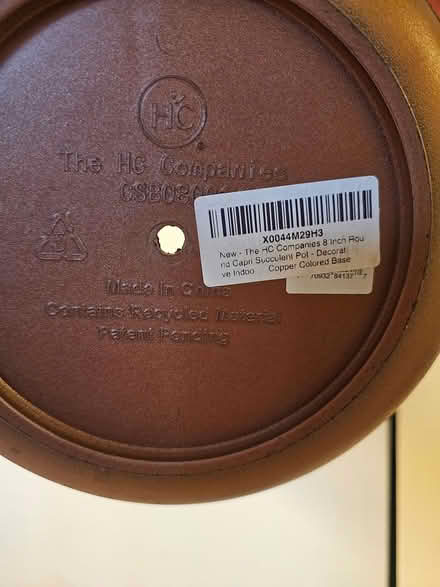 HC
The HC Companies
X0044M29H3
New - The HC Companies 8 Inch Rou
nd Capri Succulent Pot - Decorati
ve Indoo... Copper Colored Base
Made in China
Contains Recycled Material
Patent Pending